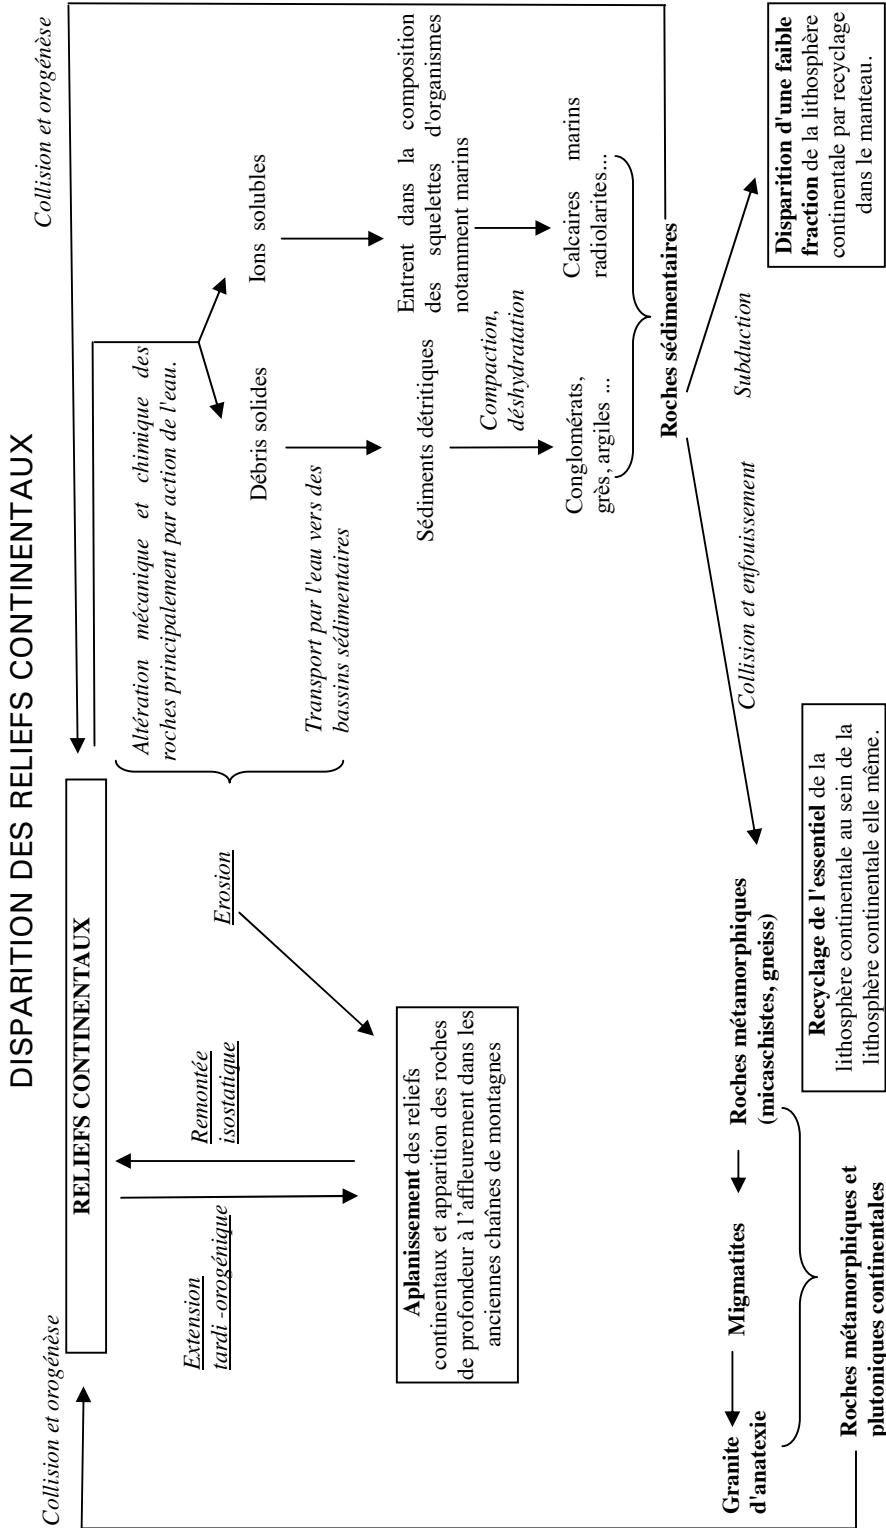 DISPARITION DES RELIEFS CONTINENTAUX
Collision et orogénèse
Collision et orogénèse
RELIEFS CONTINENTAUX
Extension
tardi -orogénique
Remontée
isostatique
Erosion
Altération mécanique et chimique des
roches principalement par action de l'eau.
Transport par l'eau vers des
bassins sédimentaires
Débris solides
Ions solubles
Aplanissement des reliefs
continentaux et apparition des roches
de profondeur à l'affleurement dans les
anciennes chaînes de montagnes
Sédiments détritiques
Entrent dans la composition
des squelettes d'organismes
notamment marins
Compaction,
déshydratation
Conglomérats,
grès, argiles ...
Calcaires marins
radiolarites...
Roches sédimentaires
Collision et enfouissement
Subduction
Granite
d'anatexie
Migmatites
Roches métamorphiques
(micaschistes, gneiss)
Recyclage de l'essentiel de la
lithosphère continentale au sein de la
lithosphère continentale elle même.
Disparition d'une faible
fraction de la lithosphère
continentale par recyclage
dans le manteau.
Roches métamorphiques et
plutoniques continentales